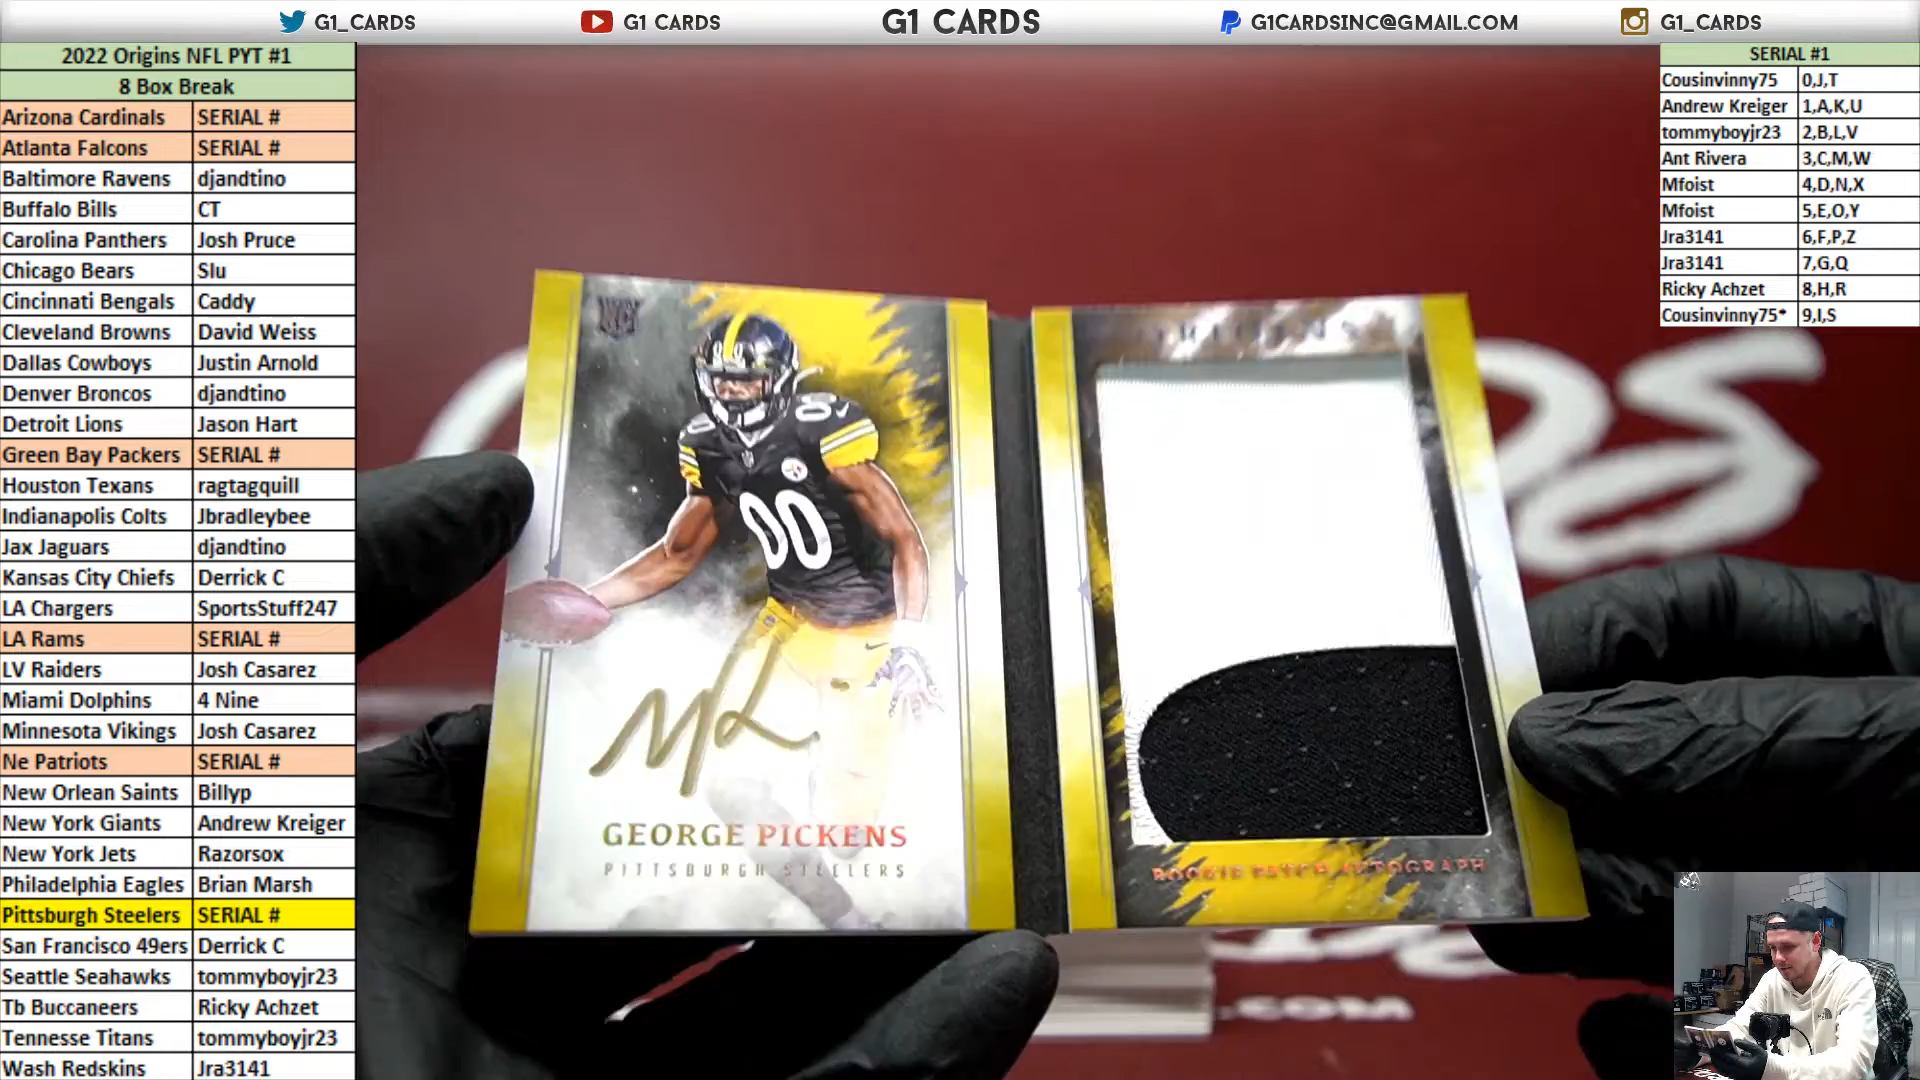 G1_CARDS
G1 CARDS
G1 CARDS
G1CARDSINC@GMAIL.COM
G1_CARDS
2022 Origins NFL PYT #1
8 Box Break
Arizona Cardinals SERIAL #
Atlanta Falcons SERIAL #
Baltimore Ravens djandtino
Buffalo Bills CT
Carolina Panthers Josh Pruce
Chicago Bears Slu
Cincinnati Bengals Caddy
Cleveland Browns David Weiss
Dallas Cowboys Justin Arnold
Denver Broncos djandtino
Detroit Lions Jason Hart
Green Bay Packers SERIAL #
Houston Texans ragtagquill
Indianapolis Colts Jbradleybee
Jax Jaguars djandtino
Kansas City Chiefs Derrick C
LA Chargers SportsStuff247
LA Rams SERIAL #
LV Raiders Josh Casarez
Miami Dolphins 4 Nine
Minnesota Vikings Josh Casarez
Ne Patriots SERIAL #
New Orlean Saints Billyp
New York Giants Andrew Kreiger
New York Jets Razorsox
Philadelphia Eagles Brian Marsh
Pittsburgh Steelers SERIAL #
San Francisco 49ers Derrick C
Seattle Seahawks tommyboyjr23
Tb Buccaneers Ricky Achzet
Tennesse Titans tommyboyjr23
Wash Redskins Jra3141
SERIAL #1
Cousinvinny75 0,J,T
Andrew Kreiger 1,A,K,U
tommyboyjr23 2,B,L,V
Ant Rivera 3,C,M,W
Mfoist 4,D,N,X
Mfoist 5,E,O,Y
Jra3141 6,F,P,Z
Jra3141 7,G,Q
Ricky Achzet 8,H,R
Cousinvinny75* 9,I,S
ORIGINS
00
GEORGE PICKENS
PITTSBURGH STEELERS
ROOKIE PATCH AUTOGRAPH
.COM